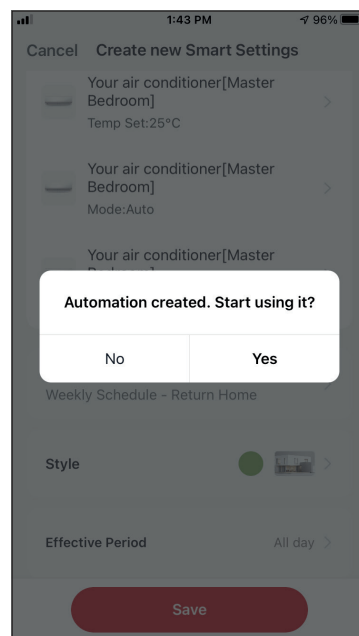 1:43 PM
96%
Cancel Create new Smart Settings
Your air conditioner[Master
Bedroom]
Temp Set:25°C
Your air conditioner[Master
Bedroom]
Mode:Auto
Your air conditioner[Master
Automation created. Start using it?
No Yes
Weekly Schedule - Return Home
Style
Effective Period All day
Save